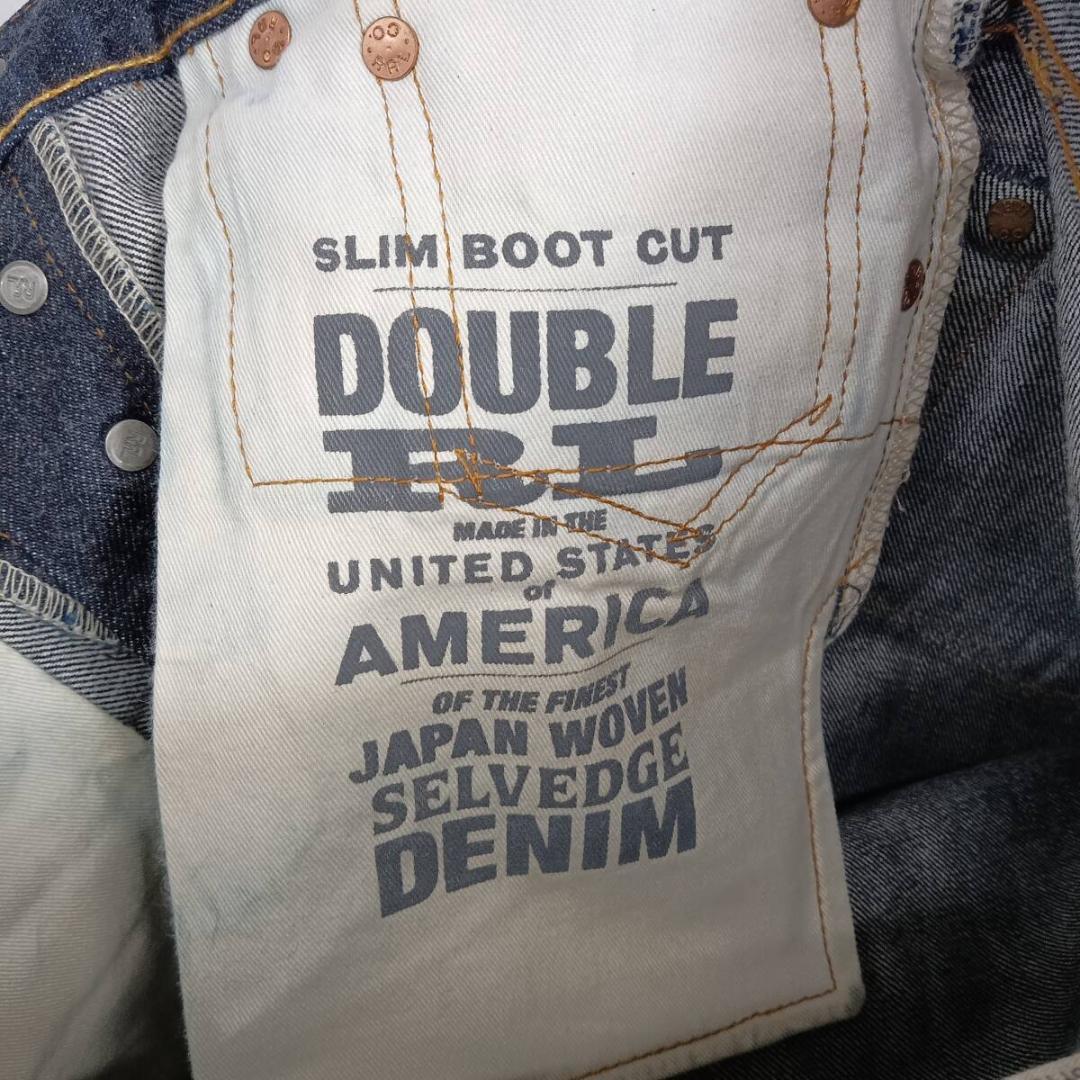 RRL
SLIM BOOT CUT
DOUBLE
RL
MADE IN THE
UNITED STATES
of
AMERICA
OF THE FINEST
JAPAN WOVEN
SELVEDGE
DENIM